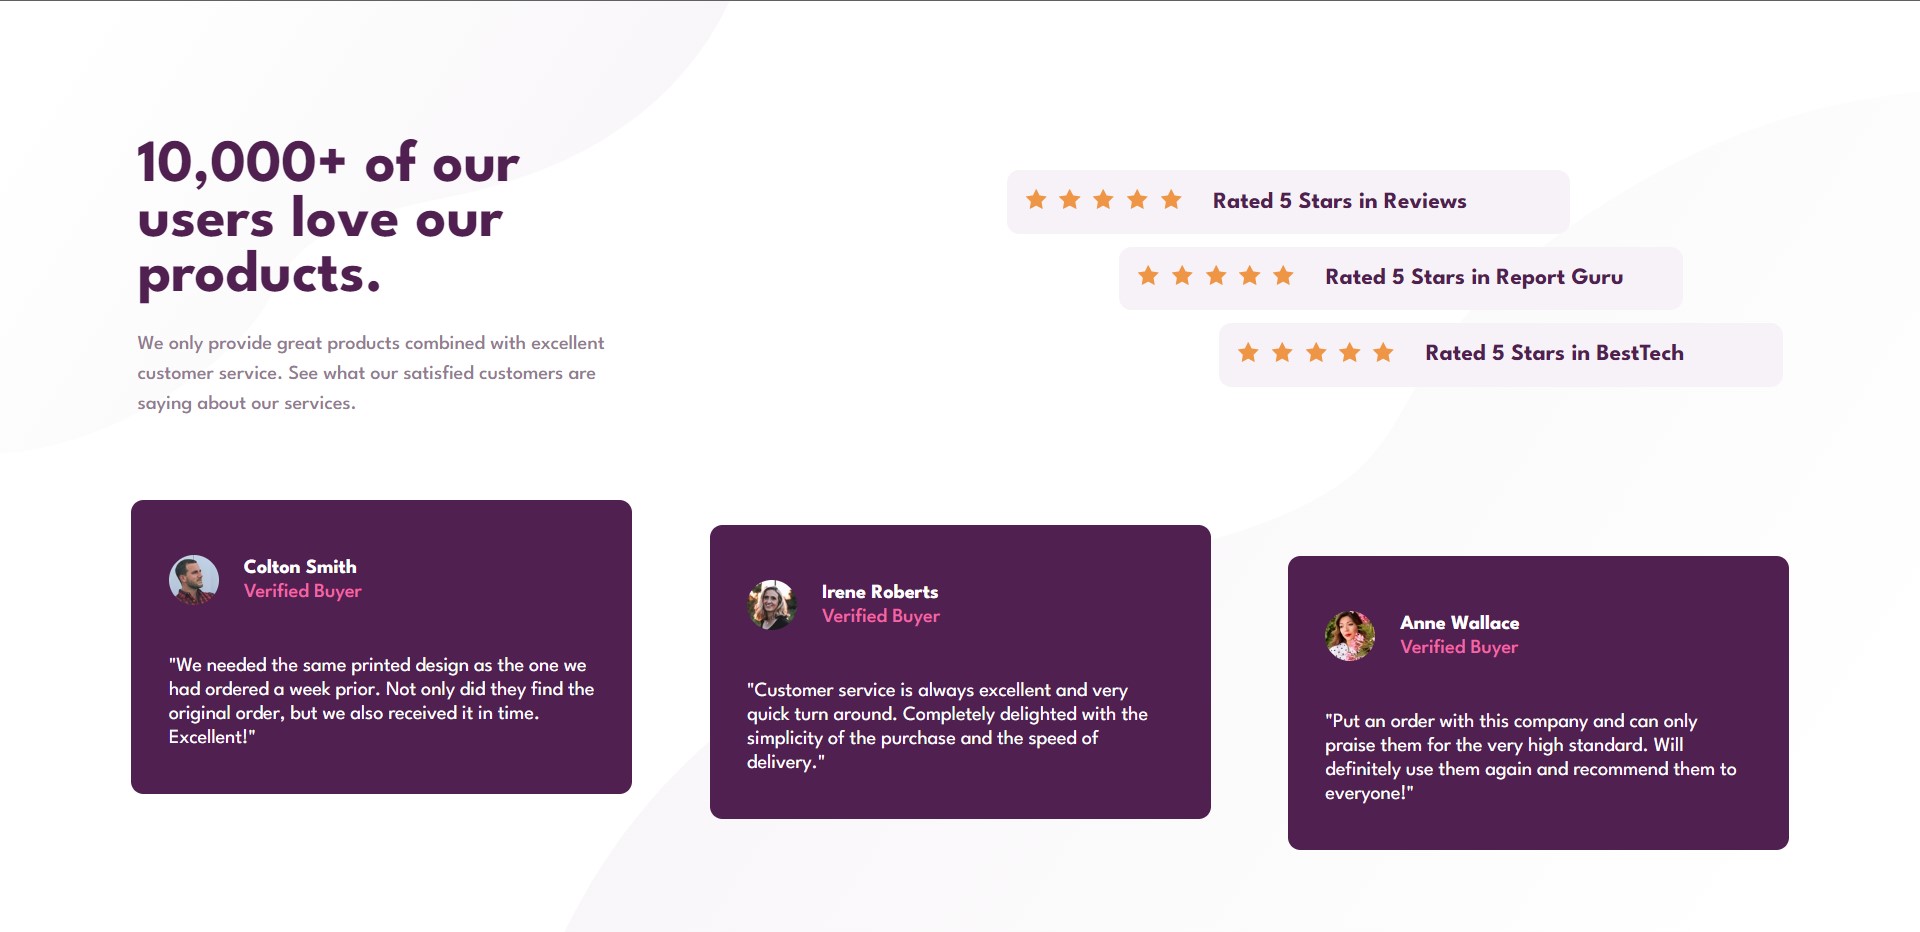 10,000+ of our
users love our
products.
We only provide great products combined with excellent
customer service. See what our satisfied customers are
saying about our services.
Rated 5 Stars in Reviews
Rated 5 Stars in Report Guru
Rated 5 Stars in BestTech
Colton Smith
Verified Buyer
"We needed the same printed design as the one we
had ordered a week prior. Not only did they find the
original order, but we also received it in time.
Excellent!"
Irene Roberts
Verified Buyer
"Customer service is always excellent and very
quick turn around. Completely delighted with the
simplicity of the purchase and the speed of
delivery."
Anne Wallace
Verified Buyer
"Put an order with this company and can only
praise them for the very high standard. Will
definitely use them again and recommend them to
everyone!"